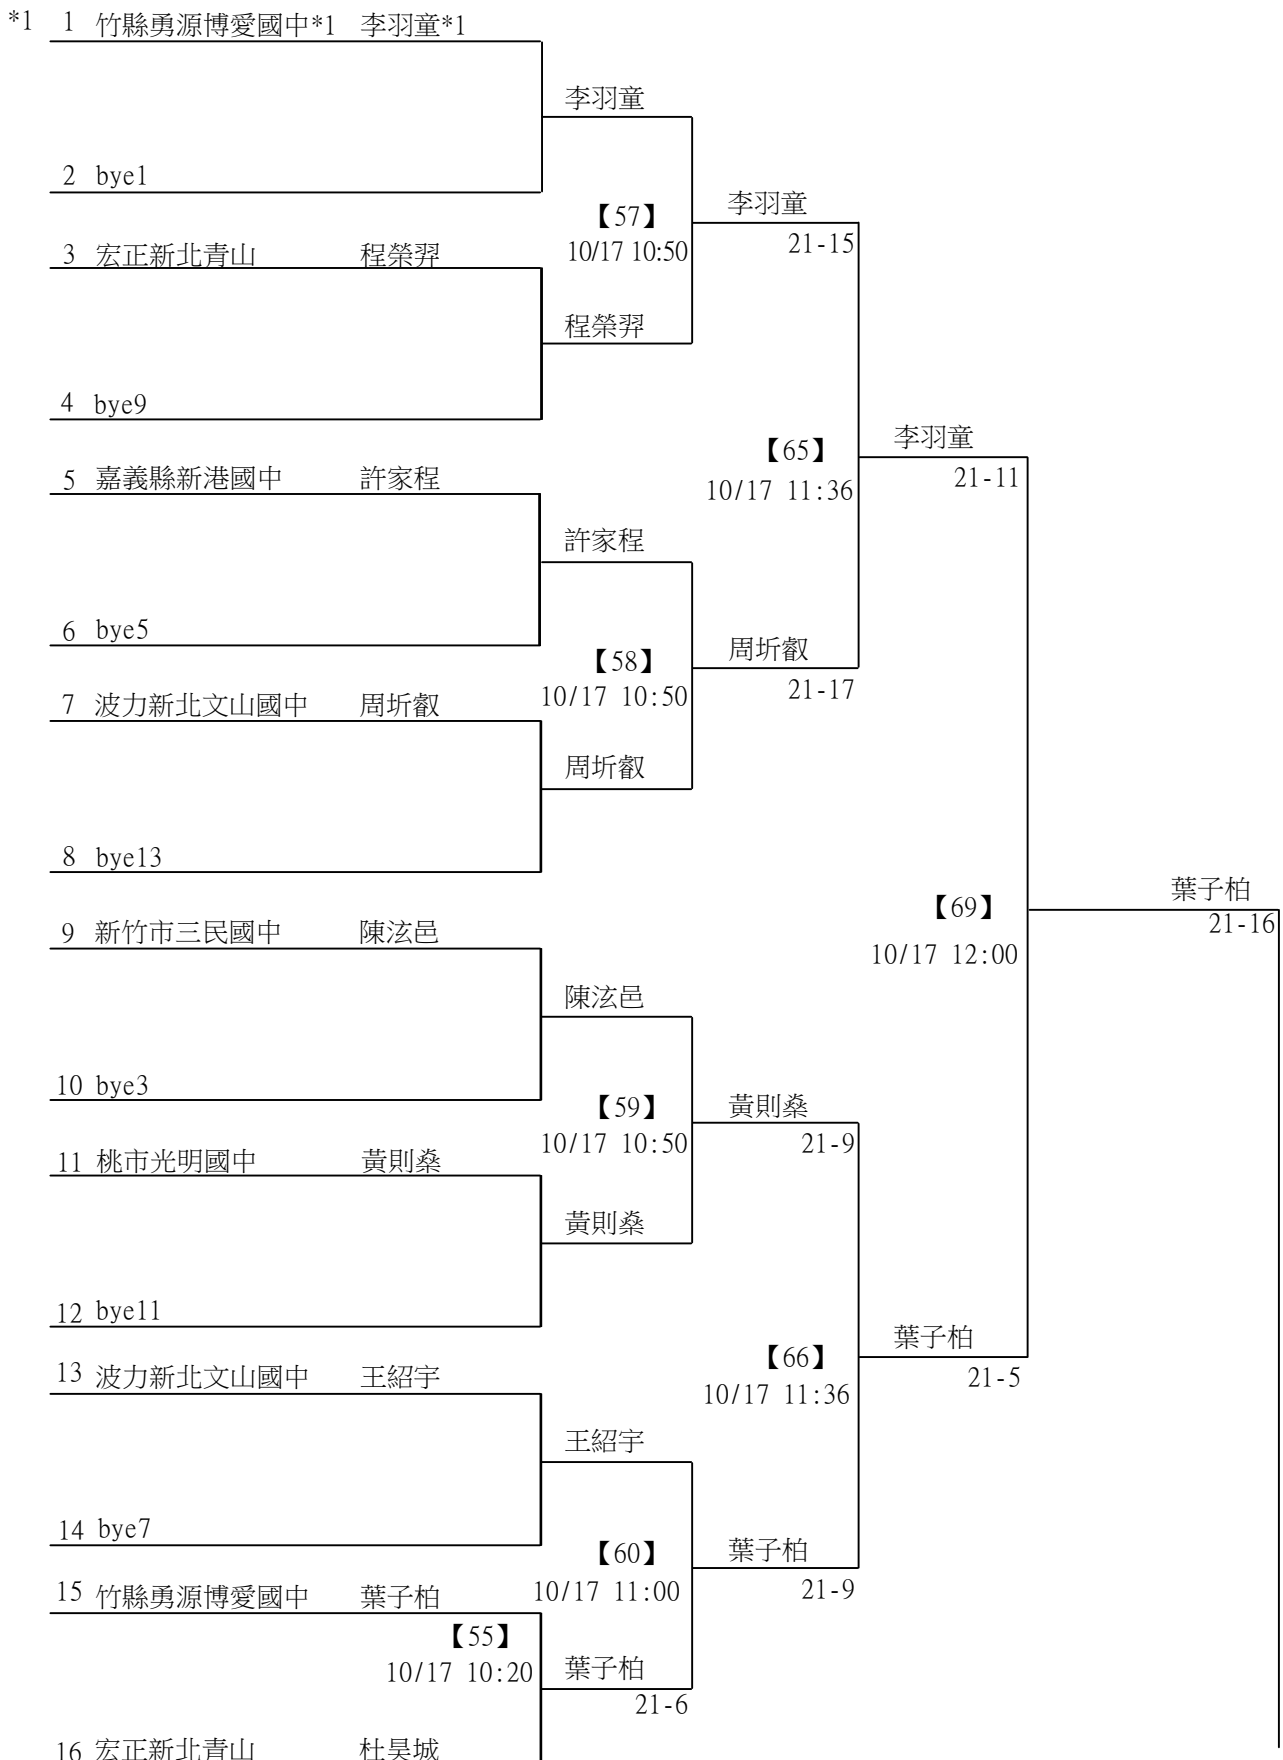 *1 1 竹縣勇源博愛國中*1 李羽童*1
李羽童
2 bye1
【57】
10/17 10:50
李羽童
21-15
3 宏正新北青山 程榮羿
程榮羿
4 bye9
【65】
10/17 11:36
李羽童
21-11
5 嘉義縣新港國中 許家程
許家程
6 bye5
【58】
10/17 10:50
周圻叡
21-17
7 波力新北文山國中 周圻叡
周圻叡
8 bye13
【69】
10/17 12:00
葉子柏
21-16
9 新竹市三民國中 陳泫邑
陳泫邑
10 bye3
【59】
10/17 10:50
黃則燊
21-9
11 桃市光明國中 黃則燊
黃則燊
12 bye11
【66】
10/17 11:36
葉子柏
21-5
13 波力新北文山國中 王紹宇
王紹宇
14 bye7
【60】
10/17 11:00
葉子柏
21-9
15 竹縣勇源博愛國中 葉子柏
【55】
10/17 10:20
葉子柏
21-6
16 宏正新北青山 杜昊城